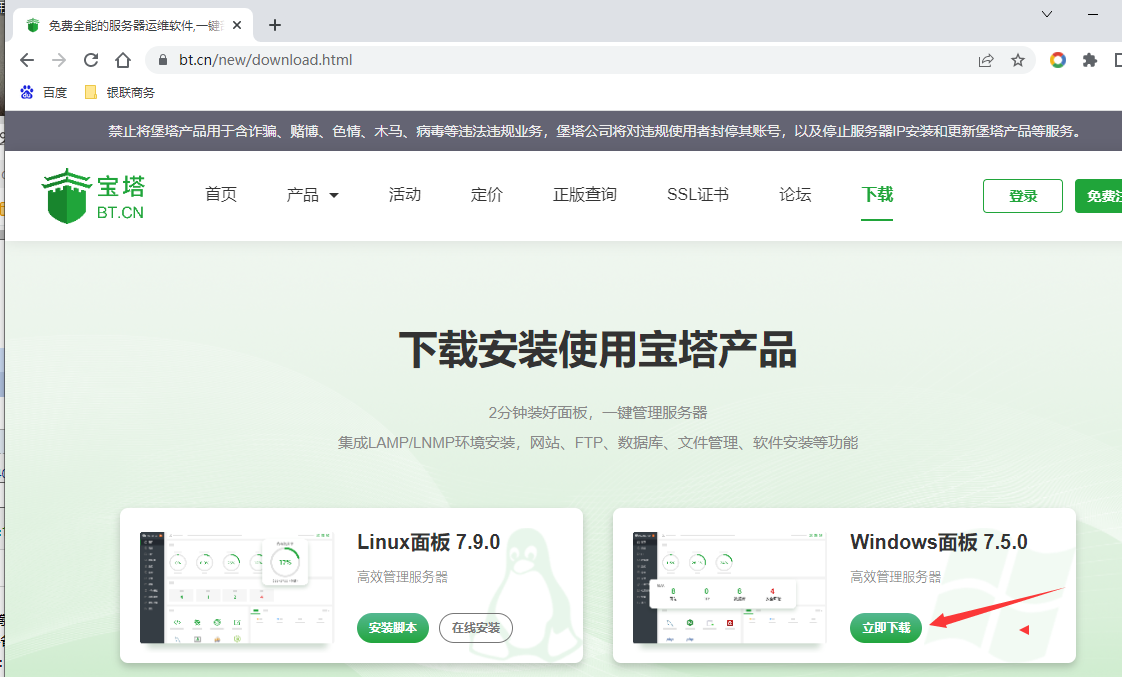 免费全能的服务器运维软件,一键
bt.cn/new/download.html
百度
银联商务
禁止将堡塔产品用于含诈骗、赌博、色情、木马、病毒等违法违规业务，堡塔公司将对违规使用者封停其账号，以及停止服务器IP安装和更新堡塔产品等服务。
宝塔
BT.CN
首页 产品 活动 定价 正版查询 SSL证书 论坛 下载 登录 免费注
下载安装使用宝塔产品
2分钟装好面板，一键管理服务器
集成LAMP/LNMP环境安装，网站、FTP、数据库、文件管理、软件安装等功能
Linux面板 7.9.0
高效管理服务器
安装脚本 在线安装
17%
Windows面板 7.5.0
高效管理服务器
立即下载